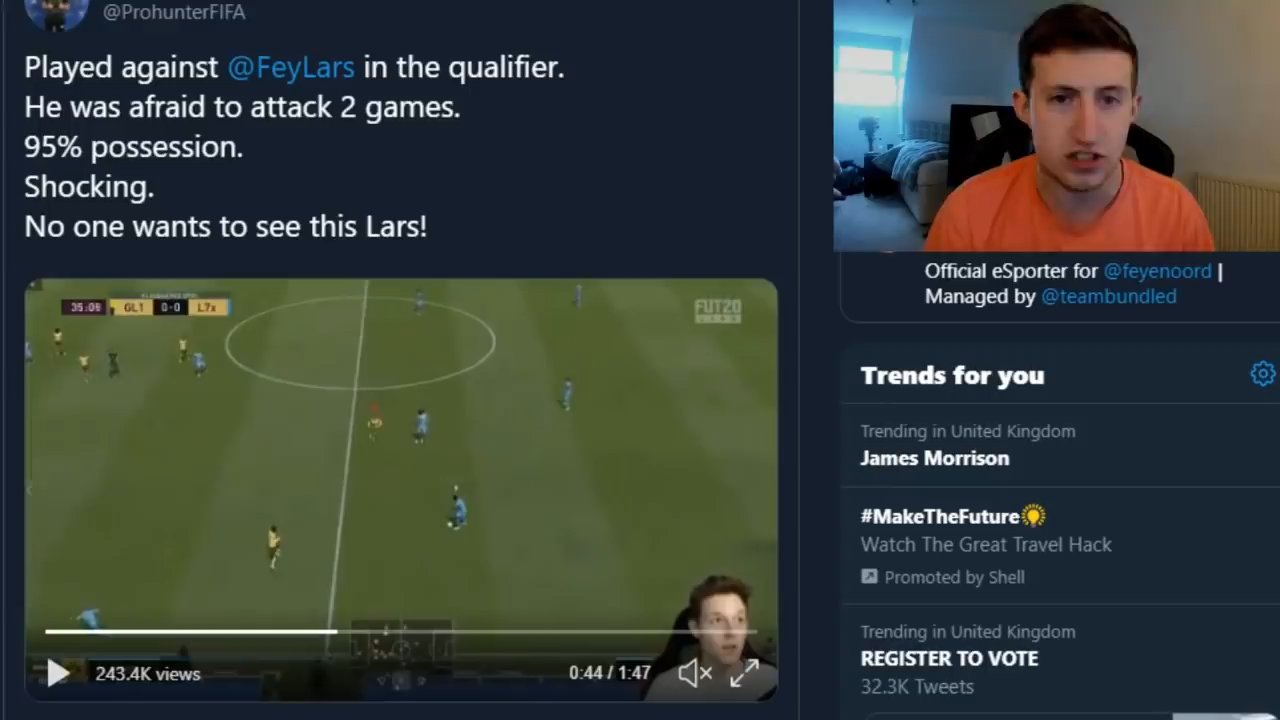 @ProhunterFIFA
Played against @FeyLars in the qualifier.
He was afraid to attack 2 games.
95% possession.
Shocking.
No one wants to see this Lars!
35:08 GL1 0-0 L7x
FUT20
243.4K views
0:44 / 1:47
Official eSporter for @feyenoord |
Managed by @teambundled
Trends for you
Trending in United Kingdom
James Morrison
#MakeTheFuture
Watch The Great Travel Hack
Promoted by Shell
Trending in United Kingdom
REGISTER TO VOTE
32.3K Tweets